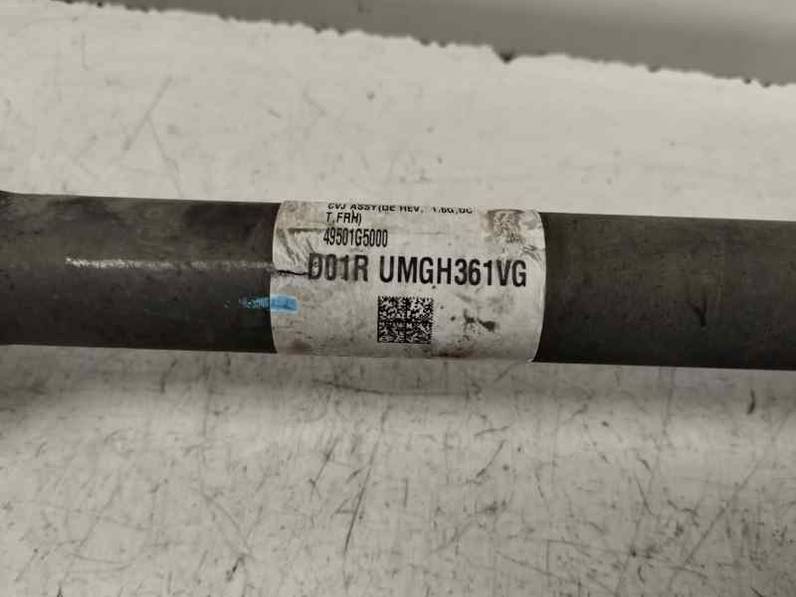 CVJ ASSY(DE HEV, 1.6G,DC
T,FRH)
49501G5000
D01R UMGH361VG